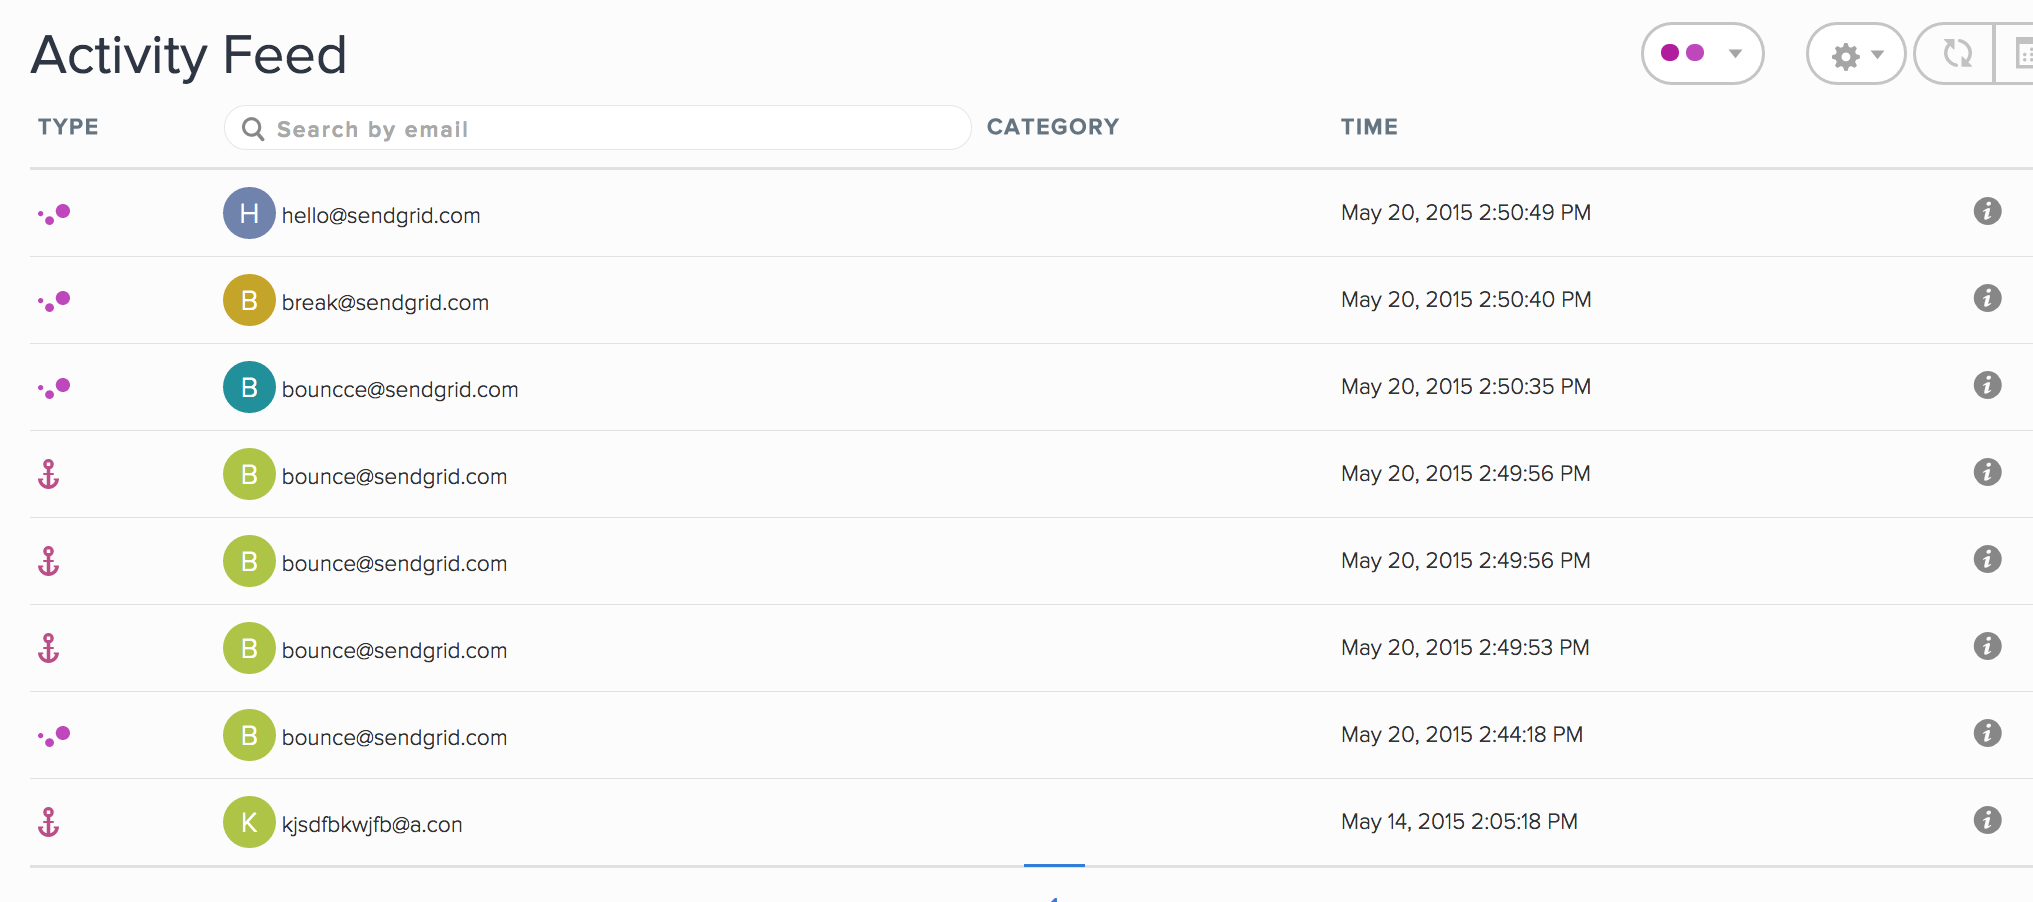 Activity Feed
TYPE Search by email CATEGORY TIME
H hello@sendgrid.com May 20, 2015 2:50:49 PM i
B break@sendgrid.com May 20, 2015 2:50:40 PM i
B bouncce@sendgrid.com May 20, 2015 2:50:35 PM i
B bounce@sendgrid.com May 20, 2015 2:49:56 PM i
B bounce@sendgrid.com May 20, 2015 2:49:56 PM i
B bounce@sendgrid.com May 20, 2015 2:49:53 PM i
B bounce@sendgrid.com May 20, 2015 2:44:18 PM i
K kjsdfbkwjfb@a.con May 14, 2015 2:05:18 PM i